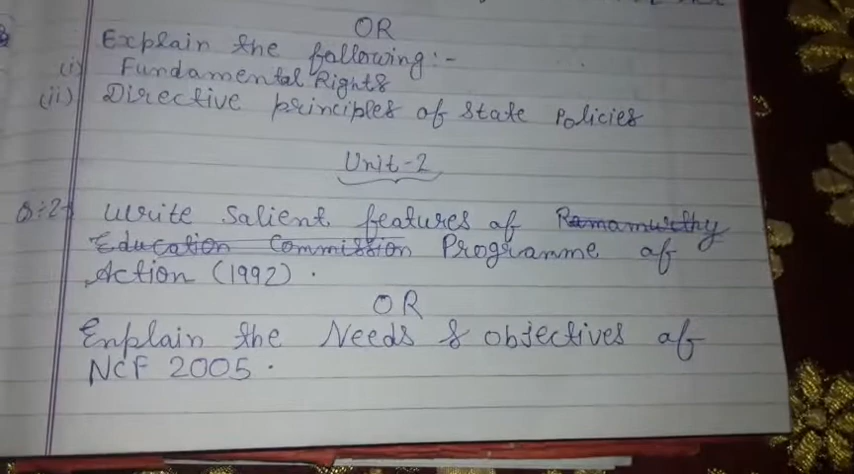 OR
Explain the following:-
(i) Fundamental Rights
(ii) Directive principles of State Policies
Unit-2
Q:2→ Write Salient features of Ramamurthy
Education Commission Programme of
Action (1992).
OR
Explain the Needs & objectives of
NCF 2005.